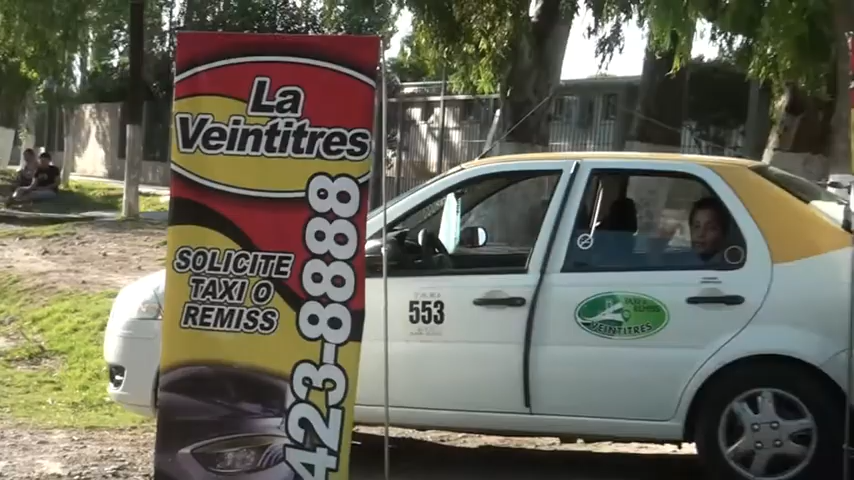 La
Veintitres
SOLICITE
TAXI O
REMISS
423-8888
553
VEINTITRES